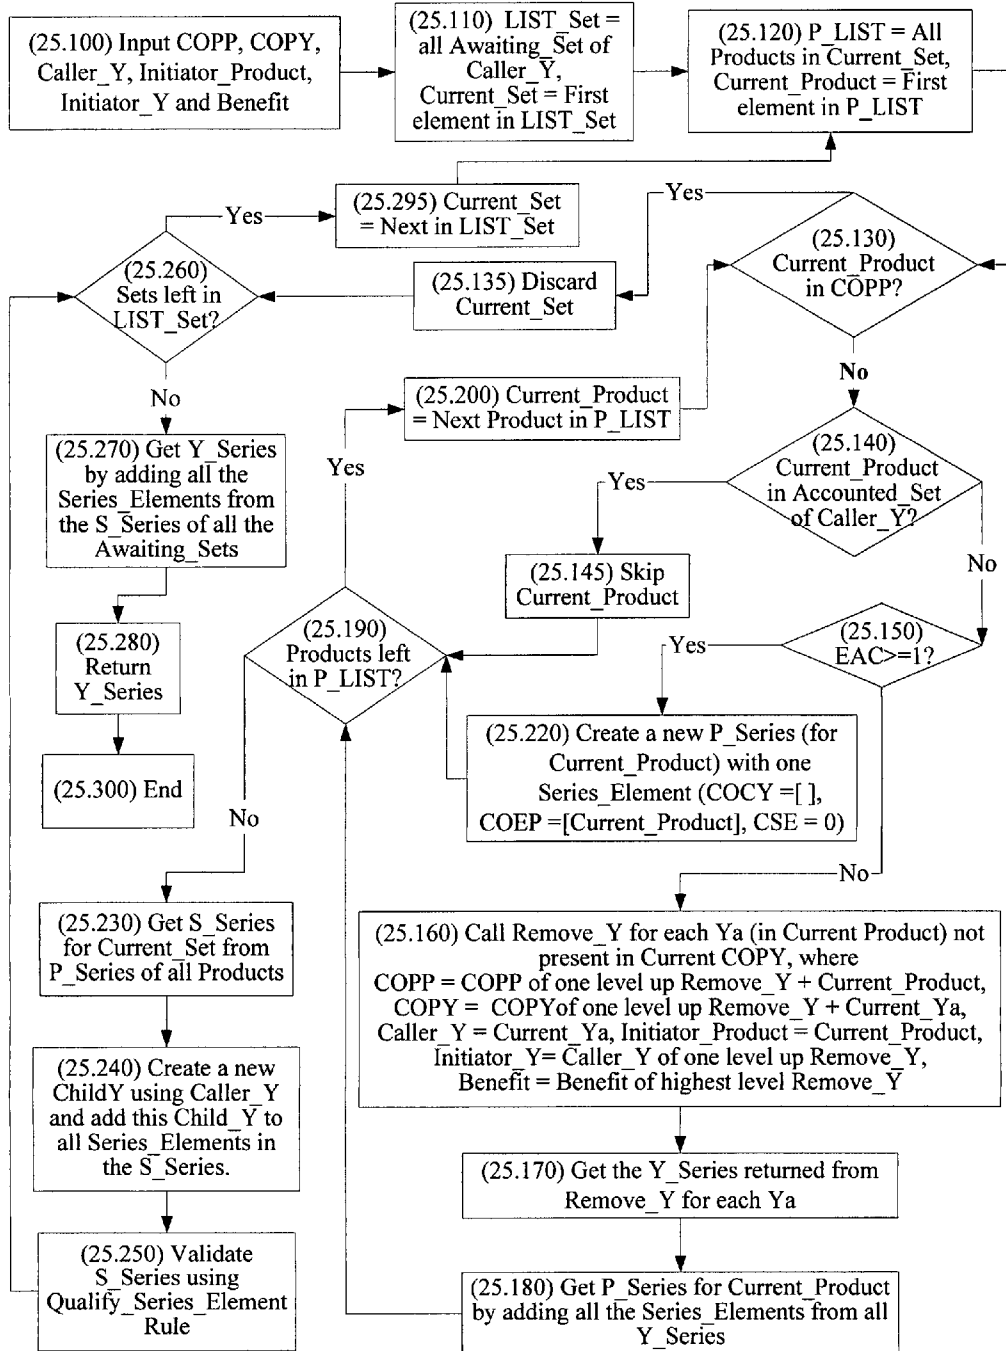 (25.100) Input COPP, COPY,
Caller_Y, Initiator_Product,
Initiator_Y and Benefit
(25.110) LIST_Set =
all Awaiting_Set of
Caller_Y,
Current_Set = First
element in LIST_Set
(25.120) P_LIST = All
Products in Current_Set,
Current_Product = First
element in P_LIST
Yes
(25.295) Current_Set
= Next in LIST_Set
Yes
(25.130)
Current_Product
in COPP?
(25.260)
Sets left in
LIST_Set?
(25.135) Discard
Current_Set
No
No
(25.200) Current_Product
= Next Product in P_LIST
(25.140)
Current_Product
in Accounted_Set
of Caller_Y?
(25.270) Get Y_Series
by adding all the
Series_Elements from
the S_Series of all the
Awaiting_Sets
Yes
Yes
No
(25.145) Skip
Current_Product
(25.190)
Products left
in P_LIST?
(25.150)
EAC>=1?
Yes
(25.280)
Return
Y_Series
(25.220) Create a new P_Series (for
Current_Product) with one
Series_Element (COCY =[ ],
COEP =[Current_Product], CSE = 0)
(25.300) End
No
No
(25.230) Get S_Series
for Current_Set from
P_Series of all Products
(25.160) Call Remove_Y for each Ya (in Current Product) not
present in Current COPY, where
COPP = COPP of one level up Remove_Y + Current_Product,
COPY = COPYof one level up Remove_Y + Current_Ya,
Caller_Y = Current_Ya, Initiator_Product = Current_Product,
Initiator_Y= Caller_Y of one level up Remove_Y,
Benefit = Benefit of highest level Remove_Y
(25.240) Create a new
ChildY using Caller_Y
and add this Child_Y to
all Series_Elements in
the S_Series.
(25.170) Get the Y_Series returned from
Remove_Y for each Ya
(25.250) Validate
S_Series using
Qualify_Series_Element
Rule
(25.180) Get P_Series for Current_Product
by adding all the Series_Elements from all
Y_Series